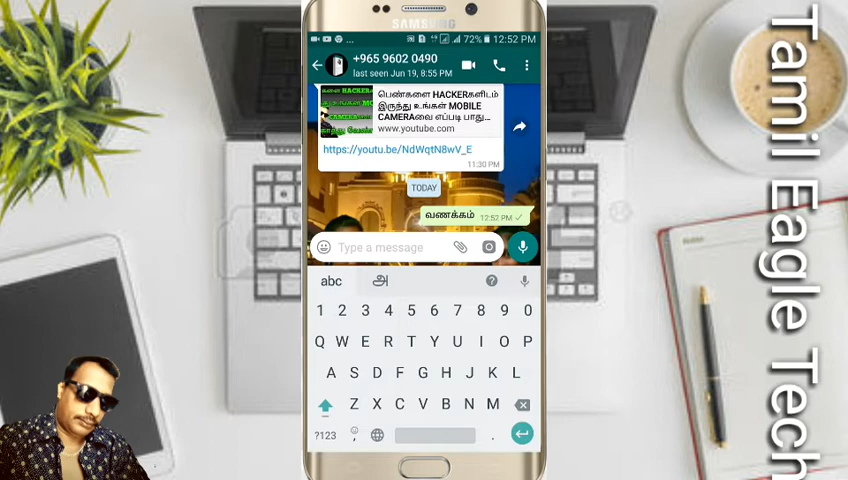 SAMSUNG
72% 12:52 PM
+965 9602 0490
last seen Jun 19, 8:55 PM
பெண்களை HACKERகளிடம்
இருந்து உங்கள் MOBILE
CAMERAவை எப்படி பாது...
www.youtube.com
https://youtu.be/NdWqtN8wV_E
11:30 PM
TODAY
வணக்கம் 12:52 PM
Type a message
abc அ
1 2 3 4 5 6 7 8 9 0
Q W E R T Y U I O P
A S D F G H J K L
Z X C V B N M
?123 , .
Tamil Eagle Tech